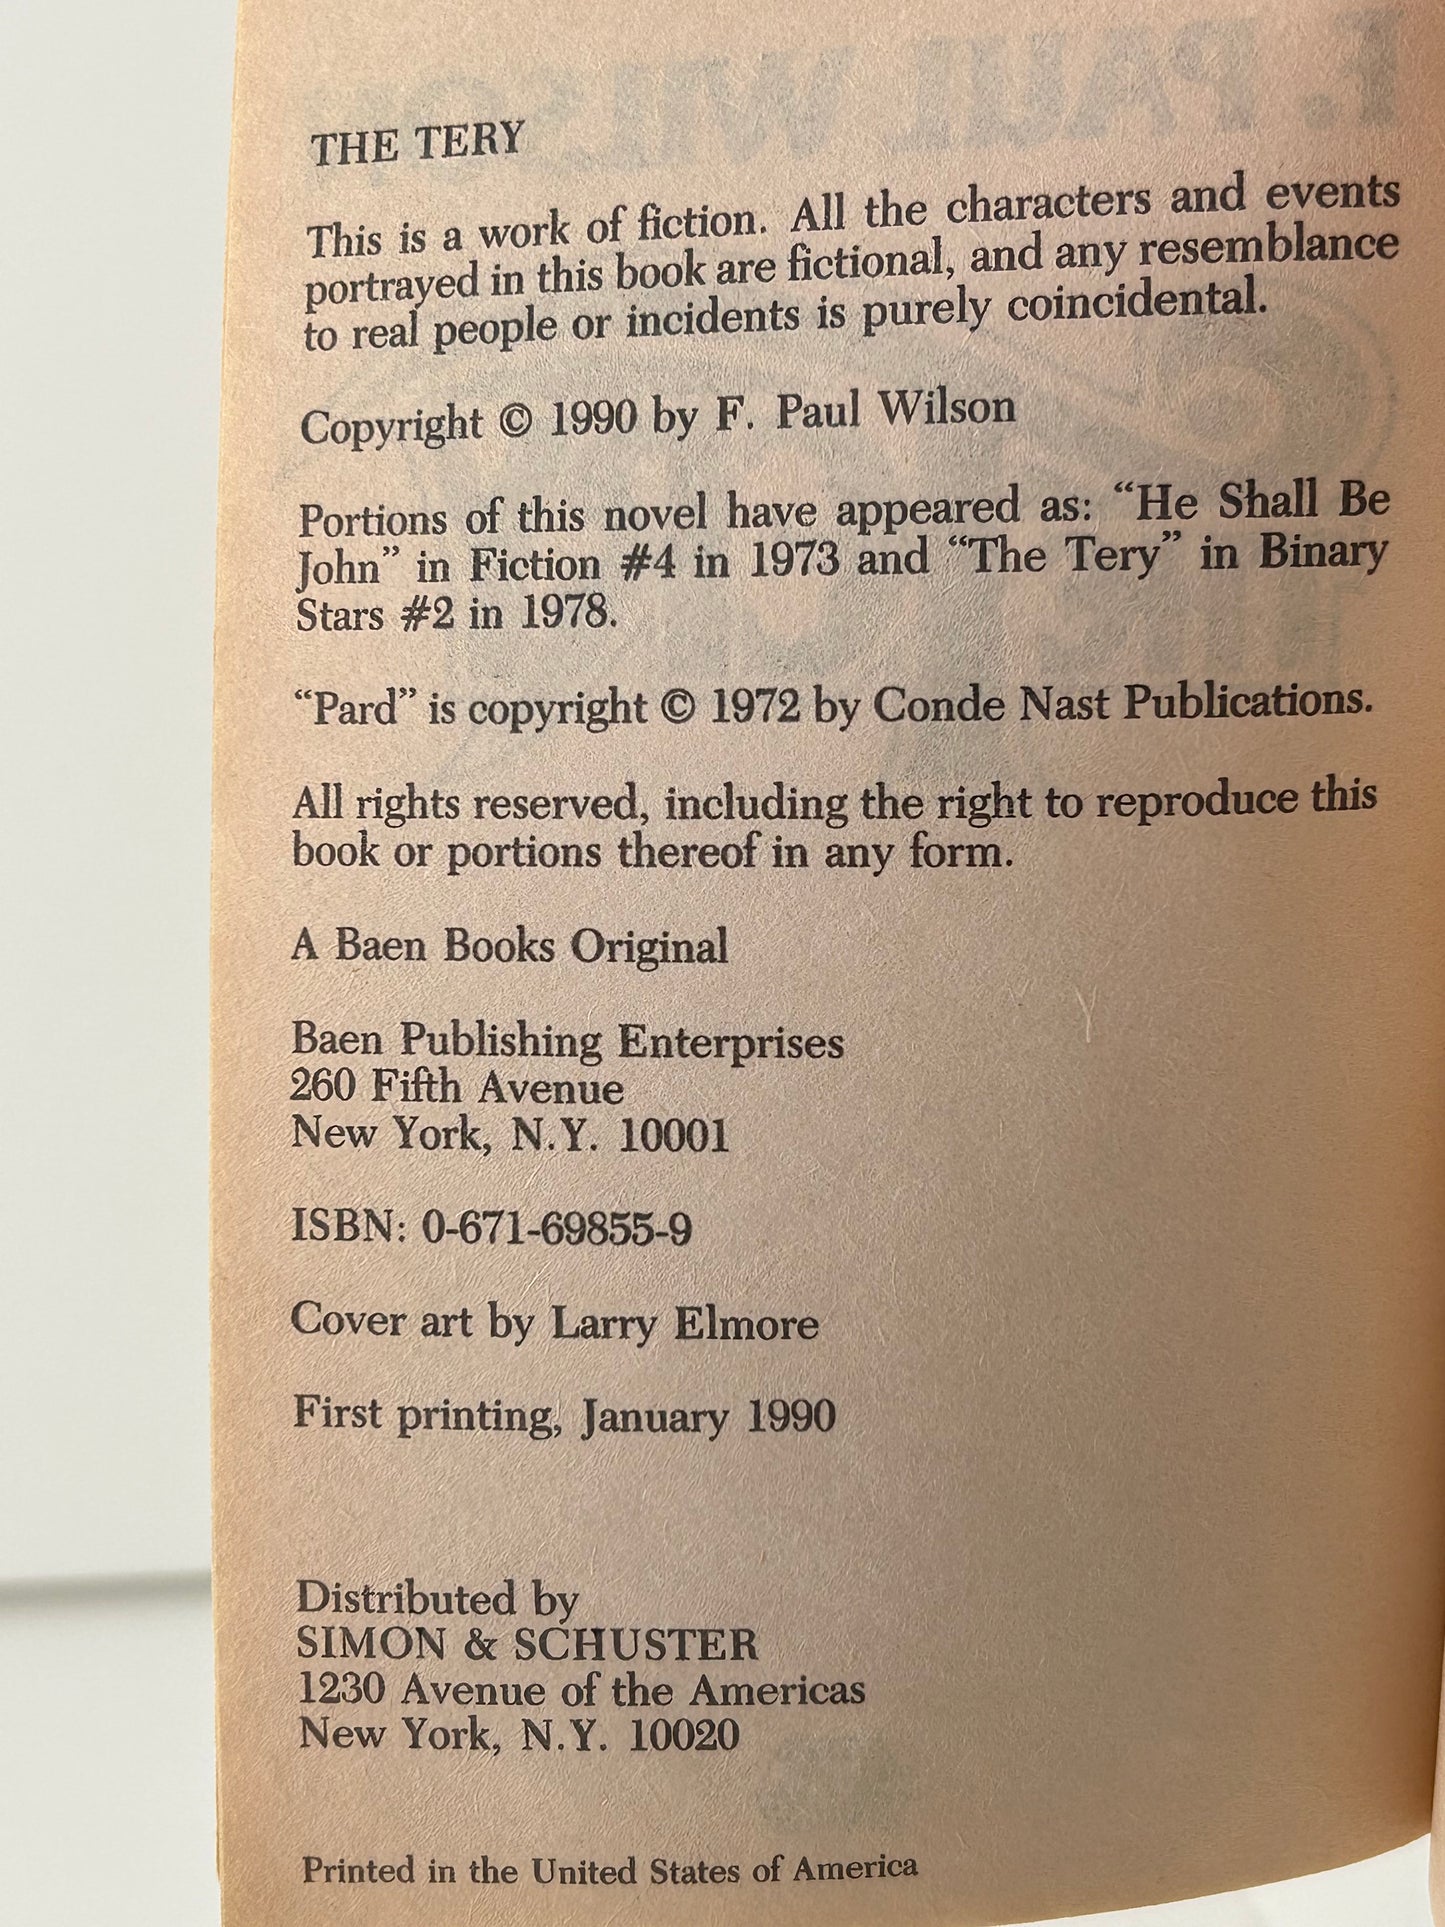 THE TERY
This is a work of fiction. All the characters and events
portrayed in this book are fictional, and any resemblance
to real people or incidents is purely coincidental.
Copyright © 1990 by F. Paul Wilson
Portions of this novel have appeared as: “He Shall Be
John” in Fiction #4 in 1973 and “The Tery” in Binary
Stars #2 in 1978.
“Pard” is copyright © 1972 by Conde Nast Publications.
All rights reserved, including the right to reproduce this
book or portions thereof in any form.
A Baen Books Original
Baen Publishing Enterprises
260 Fifth Avenue
New York, N.Y. 10001
ISBN: 0-671-69855-9
Cover art by Larry Elmore
First printing, January 1990
Distributed by
SIMON & SCHUSTER
1230 Avenue of the Americas
New York, N.Y. 10020
Printed in the United States of America